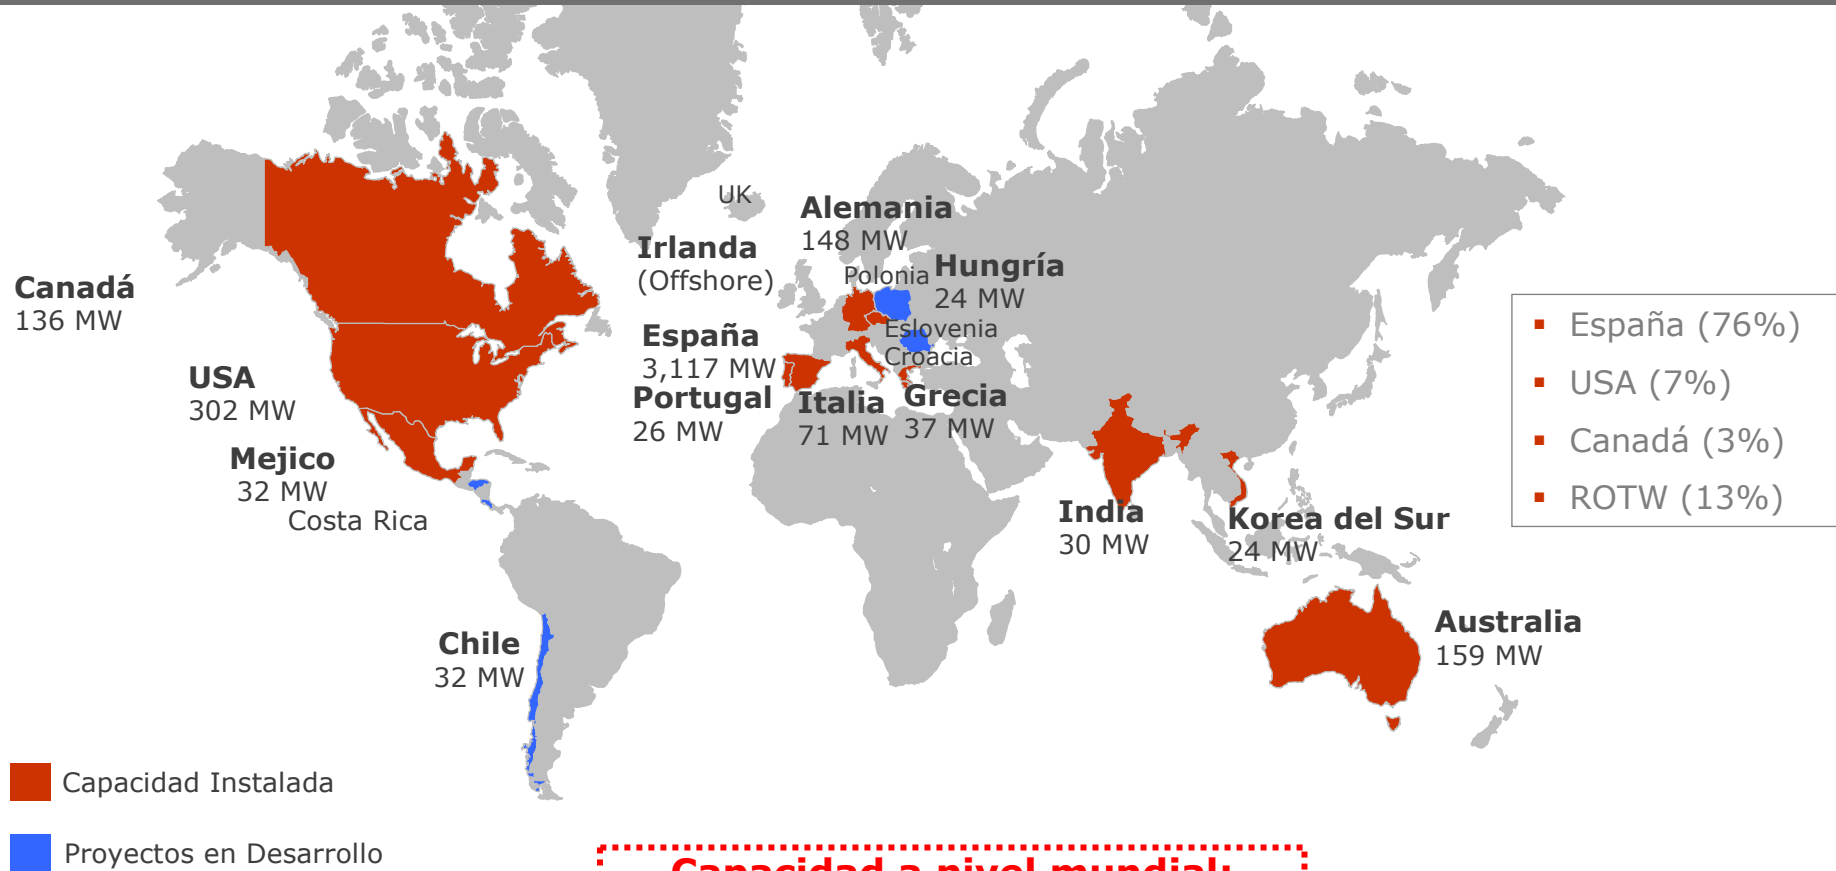 UK
Alemania
148 MW
Irlanda
(Offshore)
Polonia
Hungría
24 MW
Canadá
136 MW
Eslovenia
Croacia
España
3,117 MW
USA
302 MW
Portugal
26 MW
Italia
71 MW
Grecia
37 MW
Mejico
32 MW
Costa Rica
India
30 MW
Korea del Sur
24 MW
▪ España (76%)
▪ USA (7%)
▪ Canadá (3%)
▪ ROTW (13%)
Chile
32 MW
Australia
159 MW
Capacidad Instalada
Proyectos en Desarrollo
Capacidad a nivel mundial: